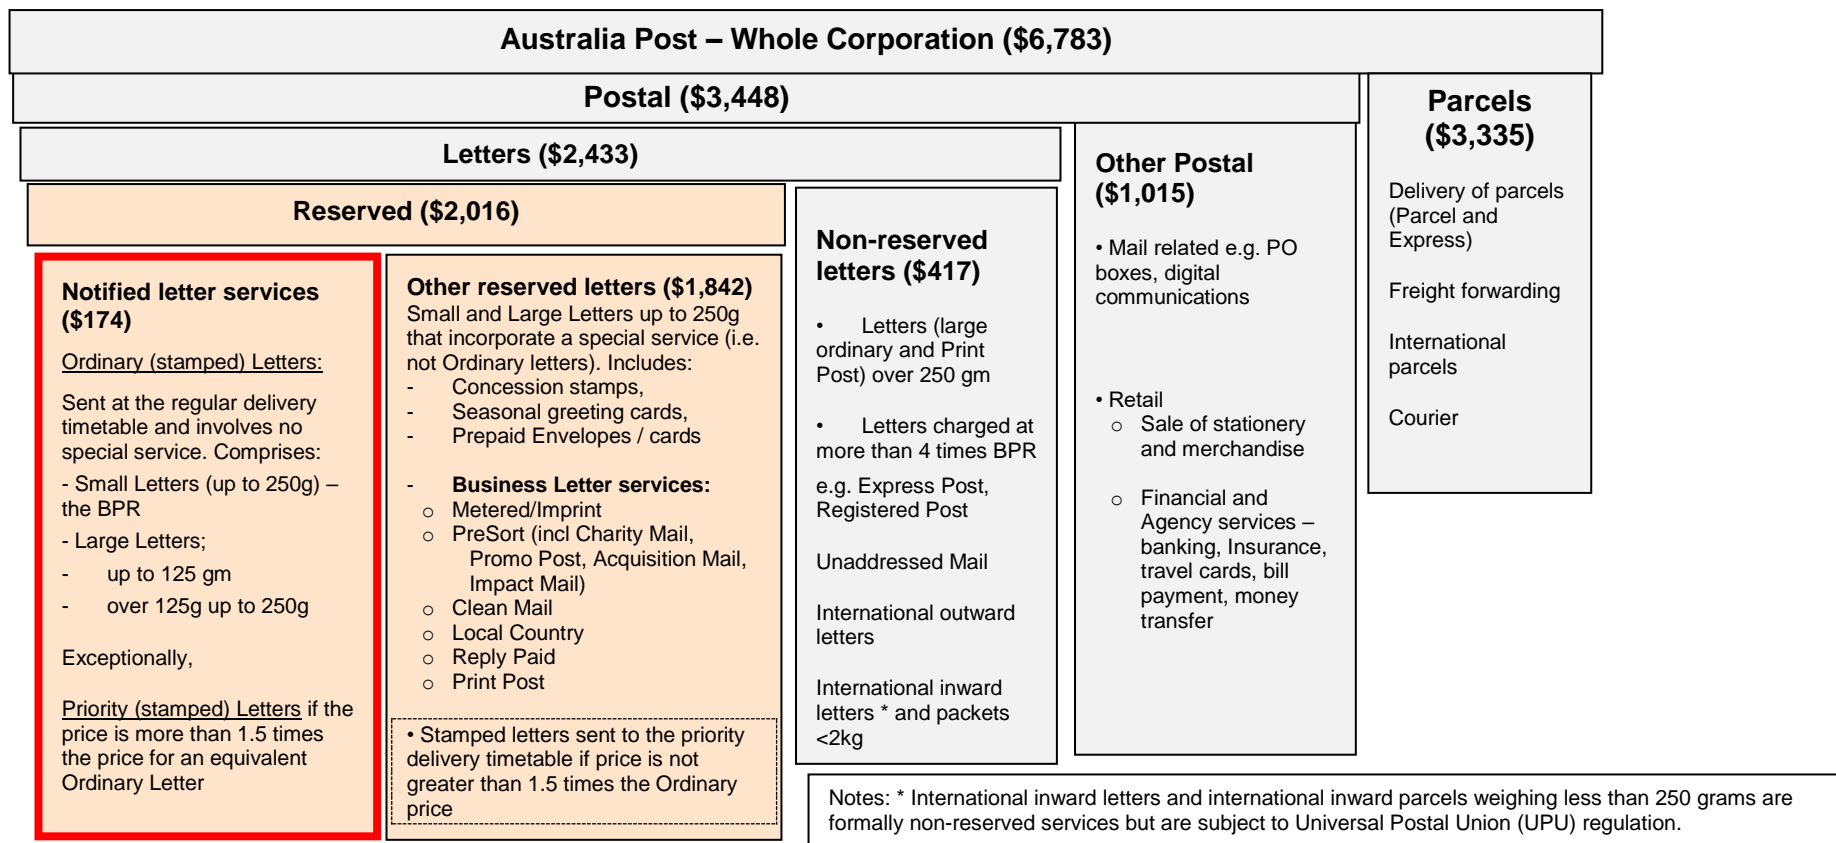 Australia Post – Whole Corporation ($6,783)
Postal ($3,448)
Letters ($2,433)
Reserved ($2,016)
Notified letter services
($174)
Ordinary (stamped) Letters:
Sent at the regular delivery
timetable and involves no
special service. Comprises:
- Small Letters (up to 250g) –
the BPR
- Large Letters;
- up to 125 gm
- over 125g up to 250g
Exceptionally,
Priority (stamped) Letters if the
price is more than 1.5 times
the price for an equivalent
Ordinary Letter
Other reserved letters ($1,842)
Small and Large Letters up to 250g
that incorporate a special service (i.e.
not Ordinary letters). Includes:
- Concession stamps,
- Seasonal greeting cards,
- Prepaid Envelopes / cards
- Business Letter services:
o Metered/Imprint
o PreSort (incl Charity Mail,
Promo Post, Acquisition Mail,
Impact Mail)
o Clean Mail
o Local Country
o Reply Paid
o Print Post
• Stamped letters sent to the priority
delivery timetable if price is not
greater than 1.5 times the Ordinary
price
Non-reserved
letters ($417)
• Letters (large
ordinary and Print
Post) over 250 gm
• Letters charged at
more than 4 times BPR
e.g. Express Post,
Registered Post
Unaddressed Mail
International outward
letters
International inward
letters * and packets
<2kg
Other Postal
($1,015)
• Mail related e.g. PO
boxes, digital
communications
• Retail
o Sale of stationery
and merchandise
o Financial and
Agency services –
banking, Insurance,
travel cards, bill
payment, money
transfer
Parcels
($3,335)
Delivery of parcels
(Parcel and
Express)
Freight forwarding
International
parcels
Courier
Notes: * International inward letters and international inward parcels weighing less than 250 grams are
formally non-reserved services but are subject to Universal Postal Union (UPU) regulation.